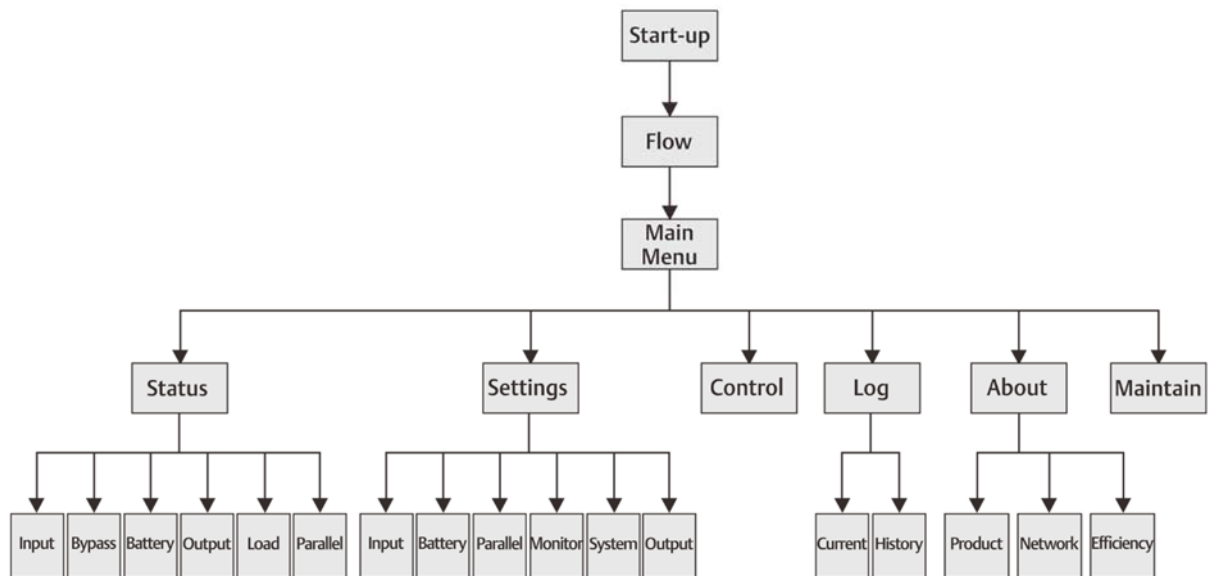 Start-up
Flow
Main
Menu
Status
Settings
Control
Log
About
Maintain
Input
Bypass
Battery
Output
Load
Parallel
Input
Battery
Parallel
Monitor
System
Output
Current
History
Product
Network
Efficiency